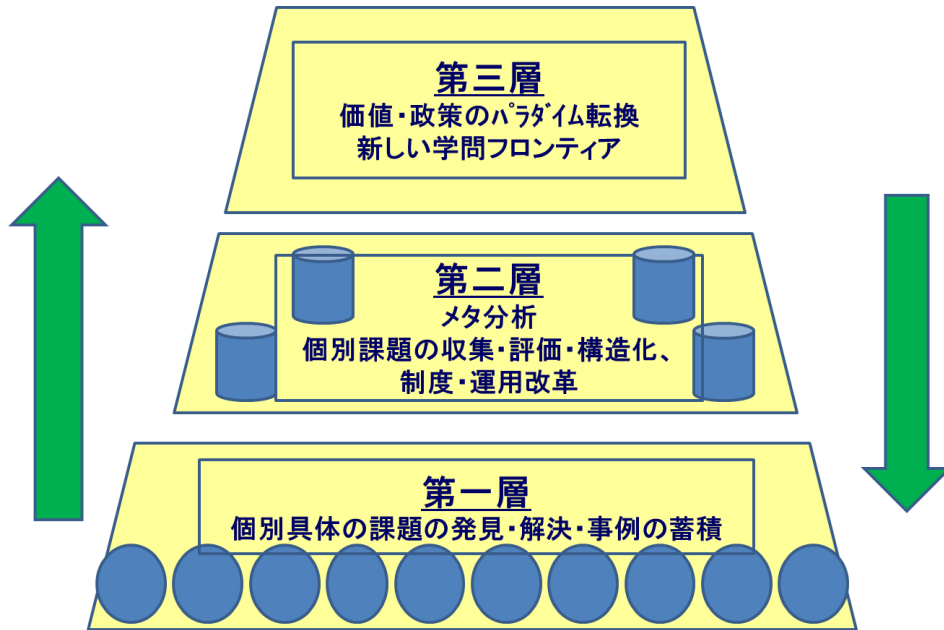 第三層
価値・政策のﾊﾟﾗﾀﾞｲﾑ転換
新しい学問フロンティア
第二層
メタ分析
個別課題の収集・評価・構造化、
制度・運用改革
第一層
個別具体の課題の発見・解決・事例の蓄積